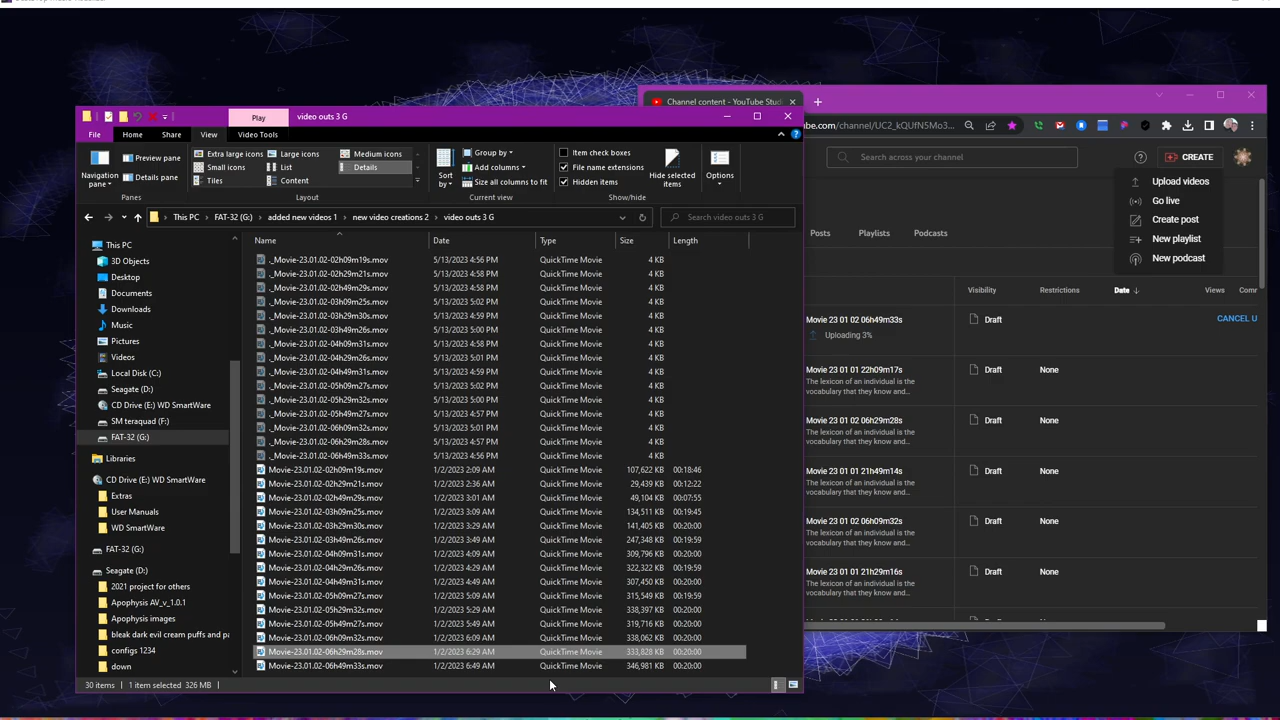 Play
video outs 3 G
File
Home
Share
View
Video Tools
Navigation pane
Preview pane
Details pane
Panes
Extra large icons
Large icons
Medium icons
Small icons
List
Details
Tiles
Content
Layout
Sort by
Group by
Add columns
Size all columns to fit
Current view
Item check boxes
File name extensions
Hidden items
Hide selected items
Show/hide
Options
This PC > FAT-32 (G:) > added new videos 1 > new video creations 2 > video outs 3 G
Search video outs 3 G
This PC
3D Objects
Desktop
Documents
Downloads
Music
Pictures
Videos
Local Disk (C:)
Seagate (D:)
CD Drive (E:) WD SmartWare
SM teraquad (F:)
FAT-32 (G:)
Libraries
CD Drive (E:) WD SmartWare
Extras
User Manuals
WD SmartWare
FAT-32 (G:)
Seagate (D:)
2021 project for others
Apophysis AV_v_1.0.1
Apophysis images
bleak dark evil cream puffs and pa
configs 1234
down
Name Date Type Size Length
._Movie-23.01.02-02h09m19s.mov 5/13/2023 4:56 PM QuickTime Movie 4 KB
._Movie-23.01.02-02h29m21s.mov 5/13/2023 4:58 PM QuickTime Movie 4 KB
._Movie-23.01.02-02h49m29s.mov 5/13/2023 4:58 PM QuickTime Movie 4 KB
._Movie-23.01.02-03h09m25s.mov 5/13/2023 5:01 PM QuickTime Movie 4 KB
._Movie-23.01.02-03h29m30s.mov 5/13/2023 4:59 PM QuickTime Movie 4 KB
._Movie-23.01.02-03h49m26s.mov 5/13/2023 5:00 PM QuickTime Movie 4 KB
._Movie-23.01.02-04h09m31s.mov 5/13/2023 4:58 PM QuickTime Movie 4 KB
._Movie-23.01.02-04h29m26s.mov 5/13/2023 5:01 PM QuickTime Movie 4 KB
._Movie-23.01.02-04h49m31s.mov 5/13/2023 4:59 PM QuickTime Movie 4 KB
._Movie-23.01.02-05h09m27s.mov 5/13/2023 5:02 PM QuickTime Movie 4 KB
._Movie-23.01.02-05h29m32s.mov 5/13/2023 5:00 PM QuickTime Movie 4 KB
._Movie-23.01.02-05h49m27s.mov 5/13/2023 4:57 PM QuickTime Movie 4 KB
._Movie-23.01.02-06h09m32s.mov 5/13/2023 5:01 PM QuickTime Movie 4 KB
._Movie-23.01.02-06h29m28s.mov 5/13/2023 4:57 PM QuickTime Movie 4 KB
._Movie-23.01.02-06h49m33s.mov 5/13/2023 4:56 PM QuickTime Movie 4 KB
Movie-23.01.02-02h09m19s.mov 1/2/2023 2:09 AM QuickTime Movie 107,622 KB 00:18:46
Movie-23.01.02-02h29m21s.mov 1/2/2023 2:36 AM QuickTime Movie 29,439 KB 00:12:22
Movie-23.01.02-02h49m29s.mov 1/2/2023 3:01 AM QuickTime Movie 49,104 KB 00:07:55
Movie-23.01.02-03h09m25s.mov 1/2/2023 3:09 AM QuickTime Movie 134,511 KB 00:19:45
Movie-23.01.02-03h29m30s.mov 1/2/2023 3:29 AM QuickTime Movie 141,405 KB 00:20:00
Movie-23.01.02-03h49m26s.mov 1/2/2023 3:49 AM QuickTime Movie 247,348 KB 00:19:59
Movie-23.01.02-04h09m31s.mov 1/2/2023 4:09 AM QuickTime Movie 309,796 KB 00:20:00
Movie-23.01.02-04h29m26s.mov 1/2/2023 4:29 AM QuickTime Movie 322,322 KB 00:19:59
Movie-23.01.02-04h49m31s.mov 1/2/2023 4:49 AM QuickTime Movie 307,450 KB 00:20:00
Movie-23.01.02-05h09m27s.mov 1/2/2023 5:09 AM QuickTime Movie 315,549 KB 00:19:59
Movie-23.01.02-05h29m32s.mov 1/2/2023 5:29 AM QuickTime Movie 338,397 KB 00:20:00
Movie-23.01.02-05h49m27s.mov 1/2/2023 5:49 AM QuickTime Movie 319,716 KB 00:20:00
Movie-23.01.02-06h09m32s.mov 1/2/2023 6:09 AM QuickTime Movie 338,062 KB 00:20:00
Movie-23.01.02-06h29m28s.mov 1/2/2023 6:29 AM QuickTime Movie 333,828 KB 00:20:00
Movie-23.01.02-06h49m33s.mov 1/2/2023 6:49 AM QuickTime Movie 346,981 KB 00:20:00
30 items
1 item selected 326 MB
Channel content - YouTube Studi
be.com/channel/UC2_kQUfN5Mo3...
Search across your channel
CREATE
Upload videos
Go live
Create post
New playlist
New podcast
Posts
Playlists
Podcasts
Visibility Restrictions Date Views Comr
Movie 23 01 02 06h49m33s Draft CANCEL U
Uploading 3%
Movie 23 01 01 22h09m17s Draft None
The lexicon of an individual is the
vocabulary that they know and...
Movie 23 01 02 06h29m28s Draft None
The lexicon of an individual is the
vocabulary that they know and...
Movie 23 01 01 21h49m14s Draft None
The lexicon of an individual is the
vocabulary that they know and...
Movie 23 01 02 06h09m32s Draft None
The lexicon of an individual is the
vocabulary that they know and...
Movie 23 01 01 21h29m16s Draft None
The lexicon of an individual is the
vocabulary that they know and...